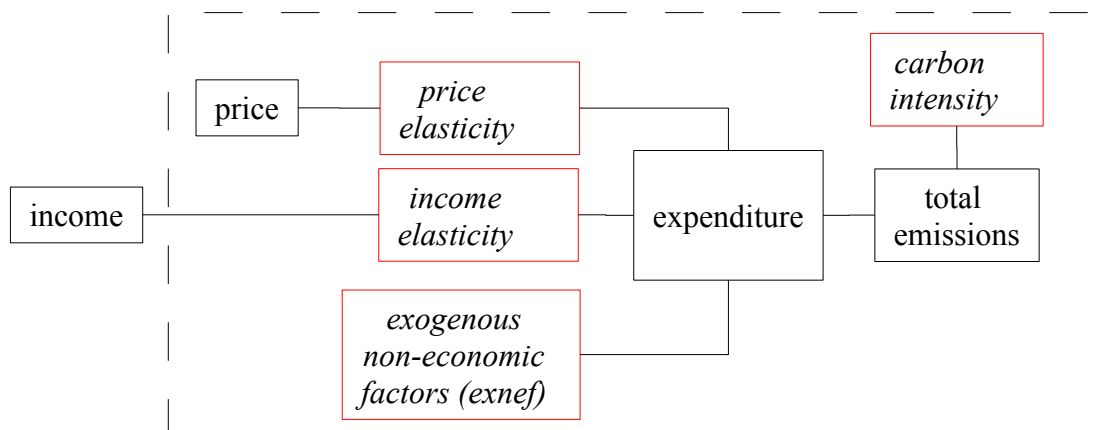 price
price
elasticity
carbon
intensity
income
income
elasticity
expenditure
total
emissions
exogenous
non-economic
factors (exnef)